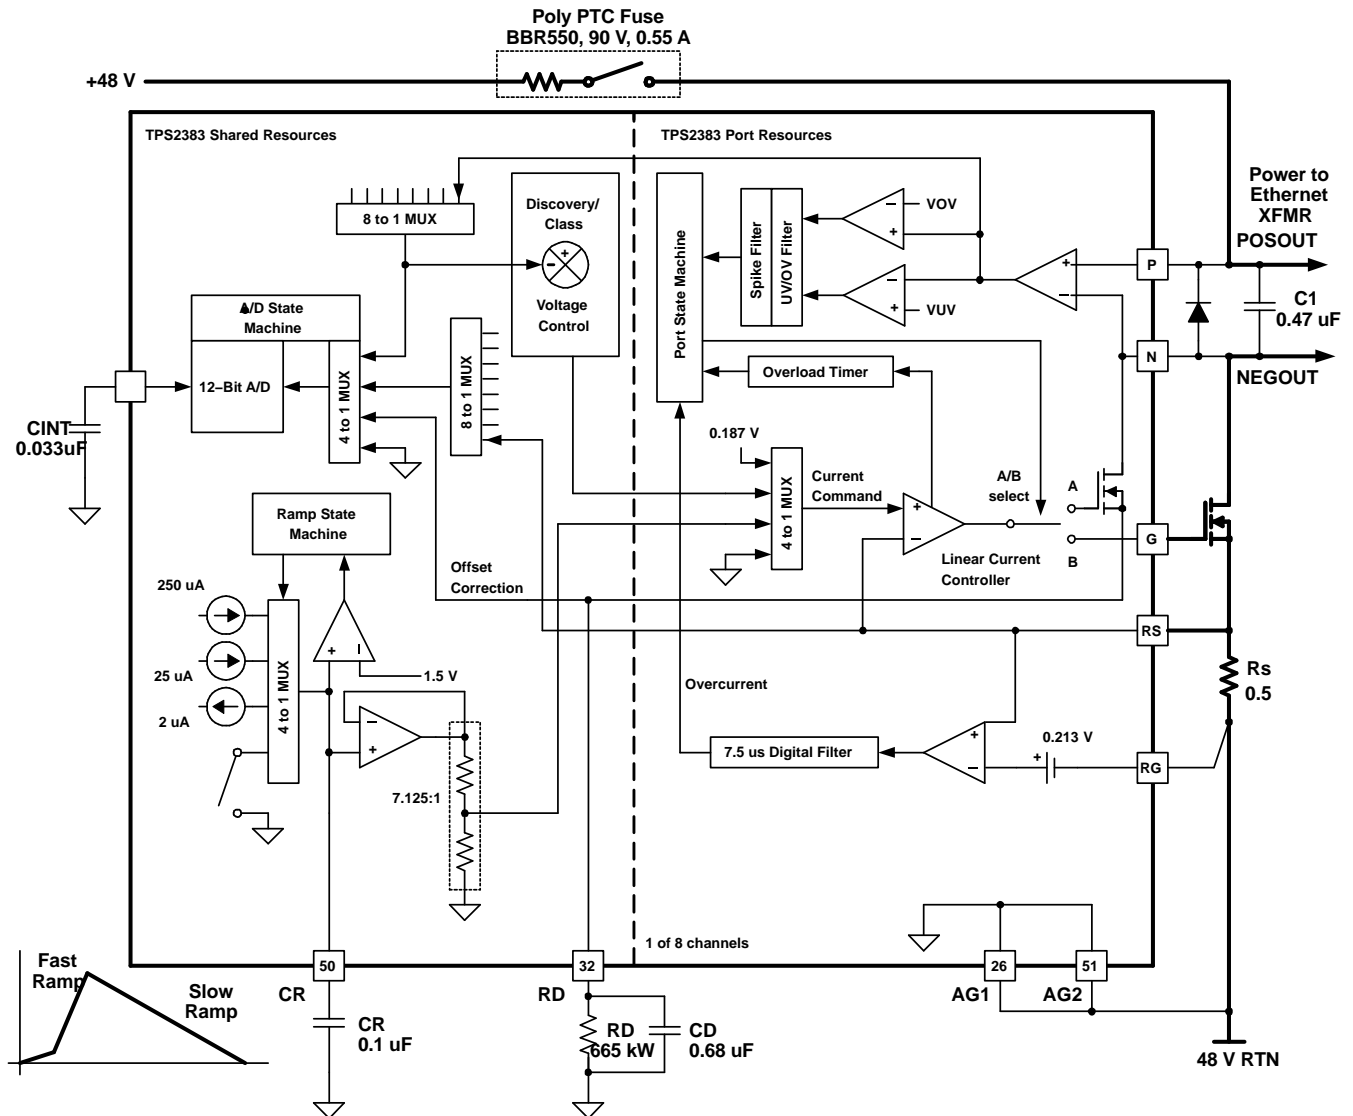 Poly PTC Fuse
BBR550, 90 V, 0.55 A
+48 V
TPS2383 Shared Resources
TPS2383 Port Resources
8 to 1 MUX
Discovery/
Class
+
−
Voltage
Control
Port State Machine
Spike Filter
UV/OV Filter
−
+
VOV
−
+
VUV
+
−
P
N
Power to
Ethernet
XFMR
POSOUT
C1
0.47 uF
NEGOUT
A/D State
Machine
12–Bit A/D
4 to 1 MUX
8 to 1 MUX
CINT
0.033uF
Overload Timer
0.187 V
4 to 1 MUX
Current
Command
+
−
A/B
select
A
B
Linear Current
Controller
G
Ramp State
Machine
Offset
Correction
250 uA
25 uA
2 uA
4 to 1 MUX
+
−
1.5 V
−
+
7.125:1
RS
Rs
0.5
Overcurrent
7.5 us Digital Filter
+
−
+
0.213 V
RG
1 of 8 channels
50
32
26
51
CR
RD
AG1
AG2
Fast
Ramp
Slow
Ramp
CR
0.1 uF
RD
665 kW
CD
0.68 uF
48 V RTN